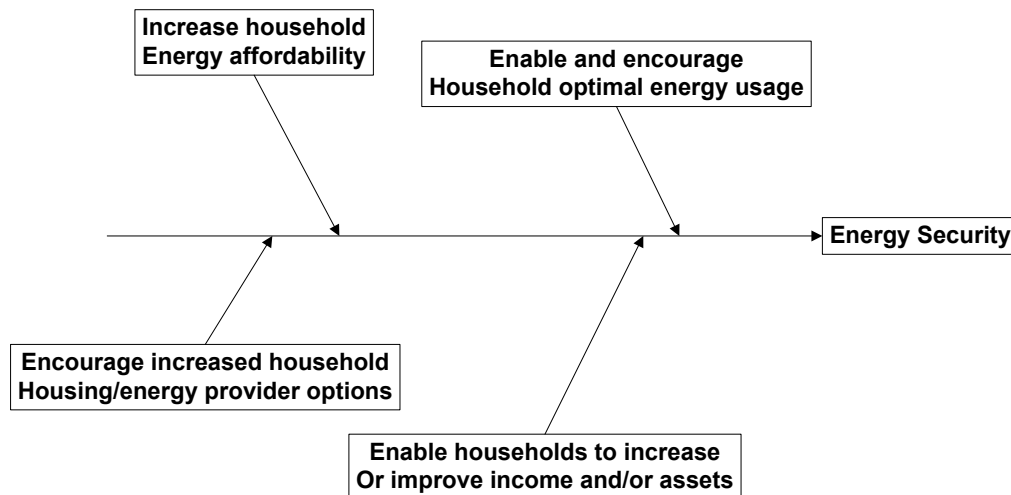 Increase household
Energy affordability
Enable and encourage
Household optimal energy usage
Energy Security
Encourage increased household
Housing/energy provider options
Enable households to increase
Or improve income and/or assets